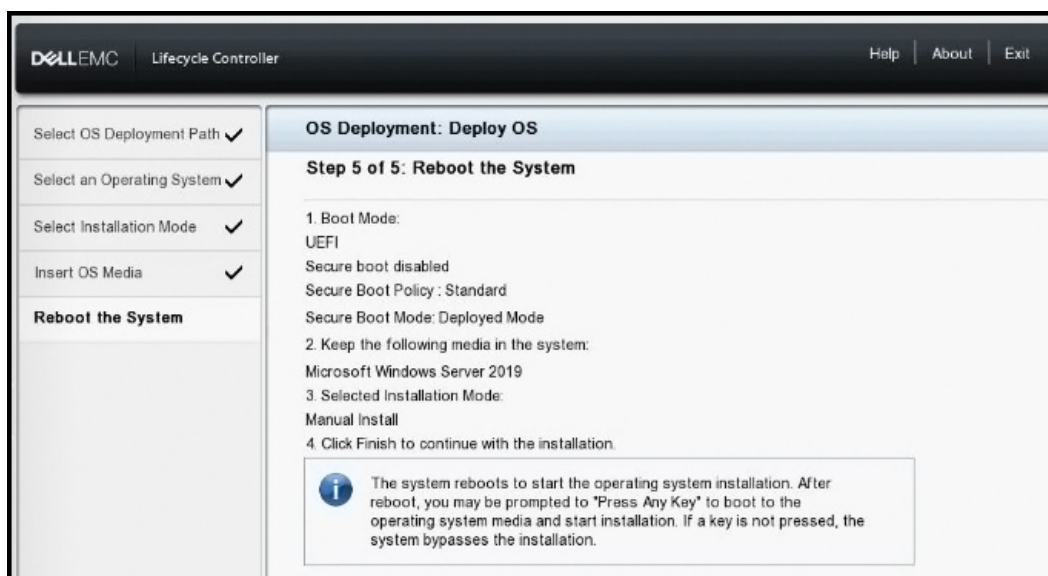 DELLEMC Lifecycle Controller Help About Exit
Select OS Deployment Path
Select an Operating System
Select Installation Mode
Insert OS Media
Reboot the System
OS Deployment: Deploy OS
Step 5 of 5: Reboot the System
1. Boot Mode:
UEFI
Secure boot disabled
Secure Boot Policy : Standard
Secure Boot Mode: Deployed Mode
2. Keep the following media in the system:
Microsoft Windows Server 2019
3. Selected Installation Mode:
Manual Install
4. Click Finish to continue with the installation.
The system reboots to start the operating system installation. After
reboot, you may be prompted to "Press Any Key" to boot to the
operating system media and start installation. If a key is not pressed, the
system bypasses the installation.